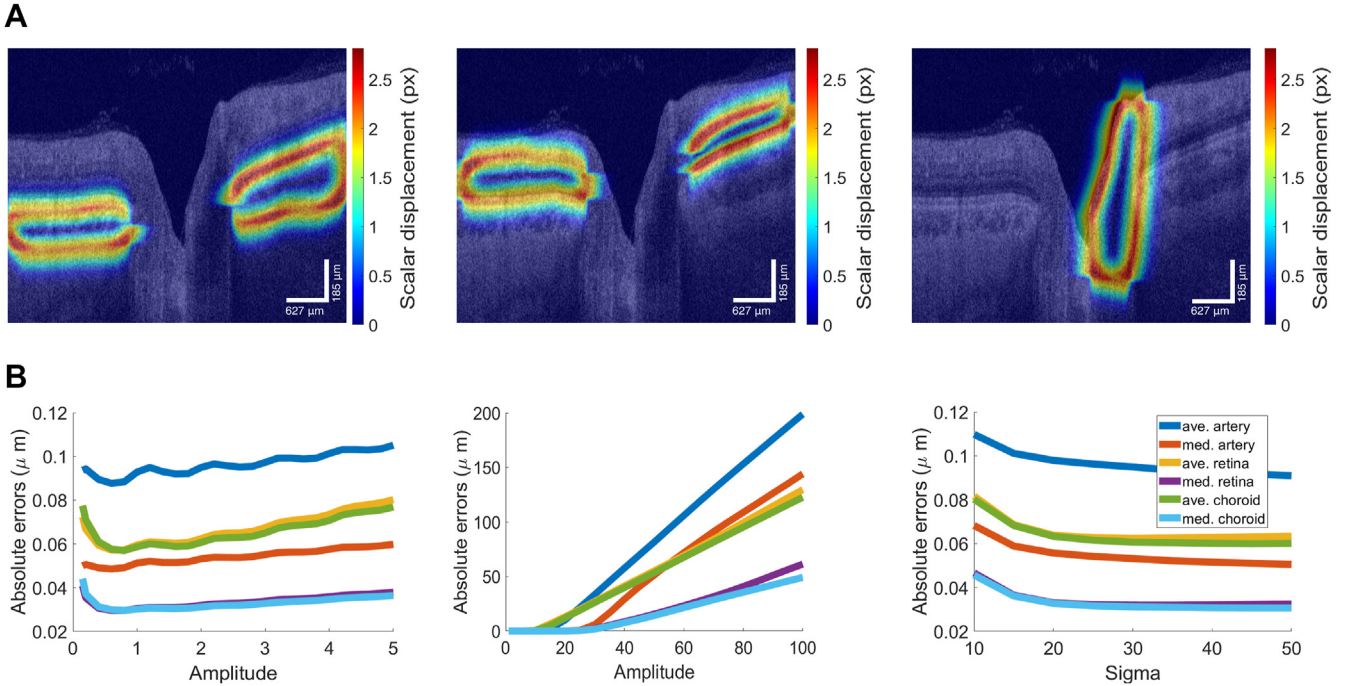 A
2.5
2
1.5
1
0.5
0
Scalar displacement (px)
627 µm
185 µm
2.5
2
1.5
1
0.5
0
Scalar displacement (px)
627 µm
185 µm
2.5
2
1.5
1
0.5
0
Scalar displacement (px)
627 µm
185 µm
B
0.12
0.1
0.08
0.06
0.04
0.02
Absolute errors (μ m)
0 1 2 3 4 5
Amplitude
200
150
100
50
0
Absolute errors (μ m)
0 20 40 60 80 100
Amplitude
0.12
0.1
0.08
0.06
0.04
0.02
Absolute errors (μ m)
10 20 30 40 50
Sigma
ave. artery
med. artery
ave. retina
med. retina
ave. choroid
med. choroid